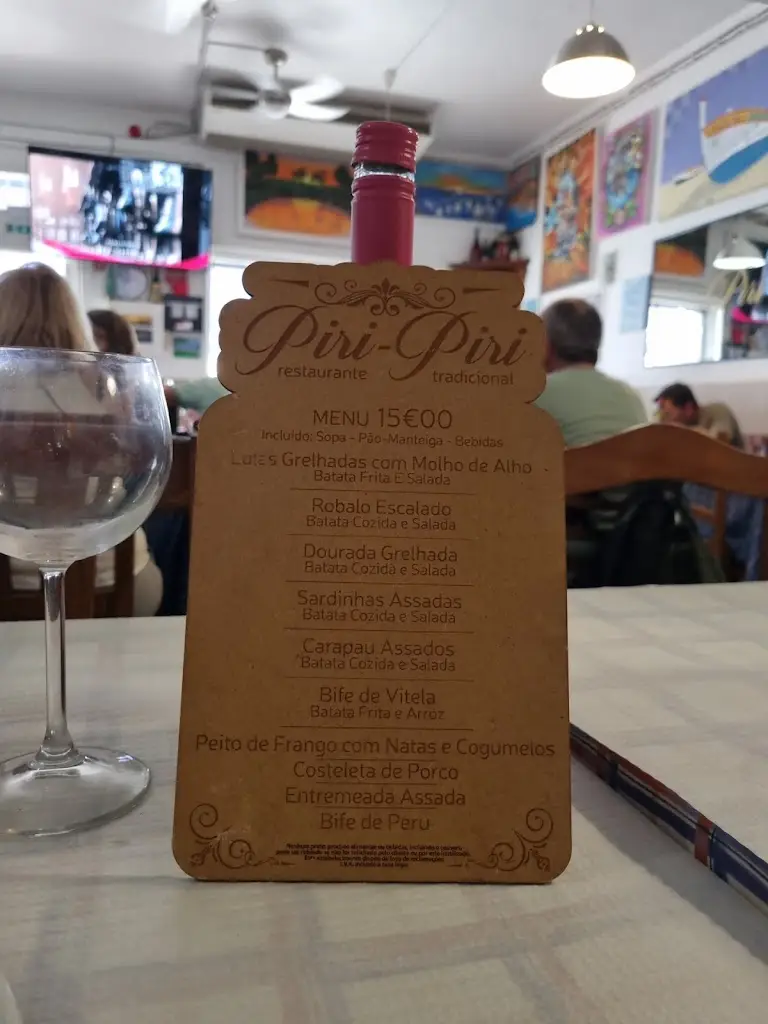 Piri-Piri
restaurante tradicional
MENU 15€00
Incluído: Sopa - Pão-Manteiga - Bebidas
Lulas Grelhadas com Molho de Alho
Batata Frita E Salada
Robalo Escalado
Batata Cozida e Salada
Dourada Grelhada
Batata Cozida e Salada
Sardinhas Assadas
Batata Cozida e Salada
Carapau Assados
Batata Cozida e Salada
Bife de Vitela
Batata Frita e Arroz
Peito de Frango com Natas e Cogumelos
Costeleta de Porco
Entremeada Assada
Bife de Peru